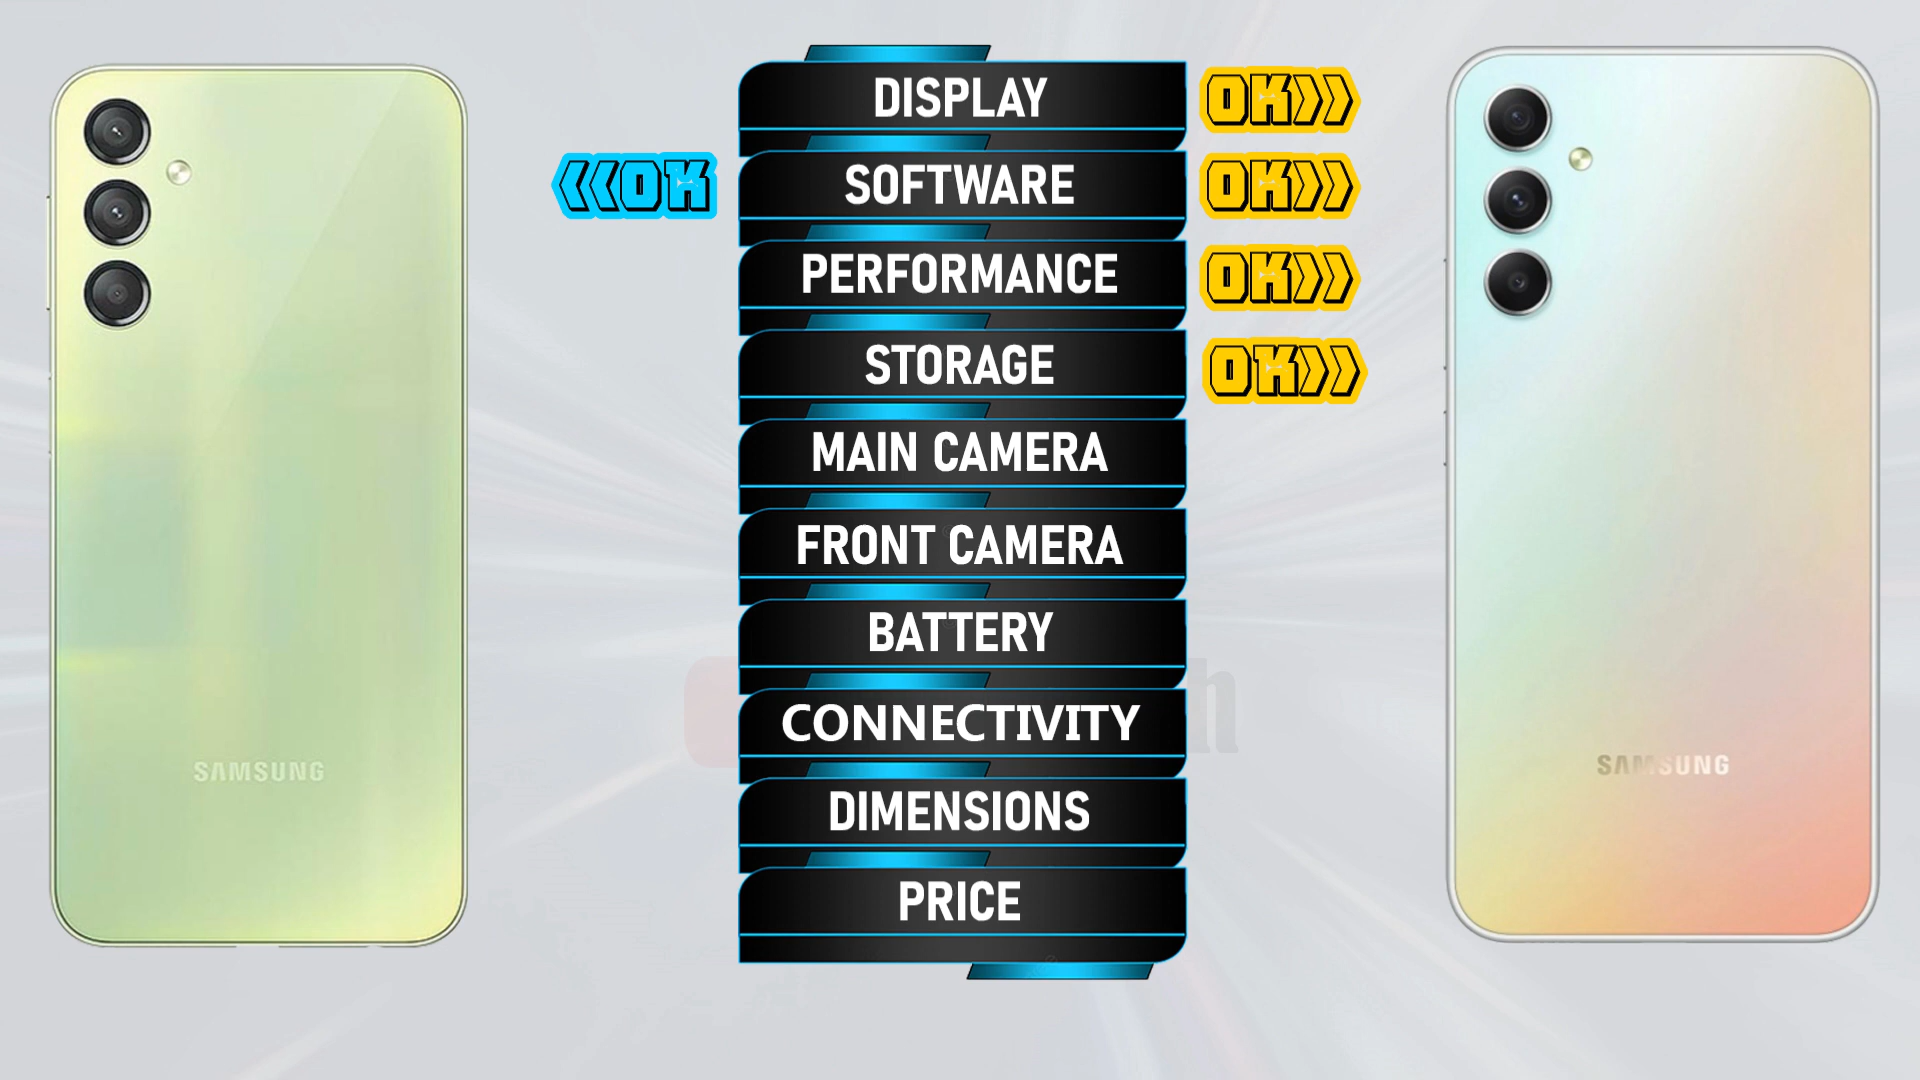 DISPLAY OK》
《OK SOFTWARE OK》
PERFORMANCE OK》
STORAGE OK》
MAIN CAMERA
FRONT CAMERA
BATTERY
CONNECTIVITY
DIMENSIONS
PRICE
SAMSUNG
SAMSUNG